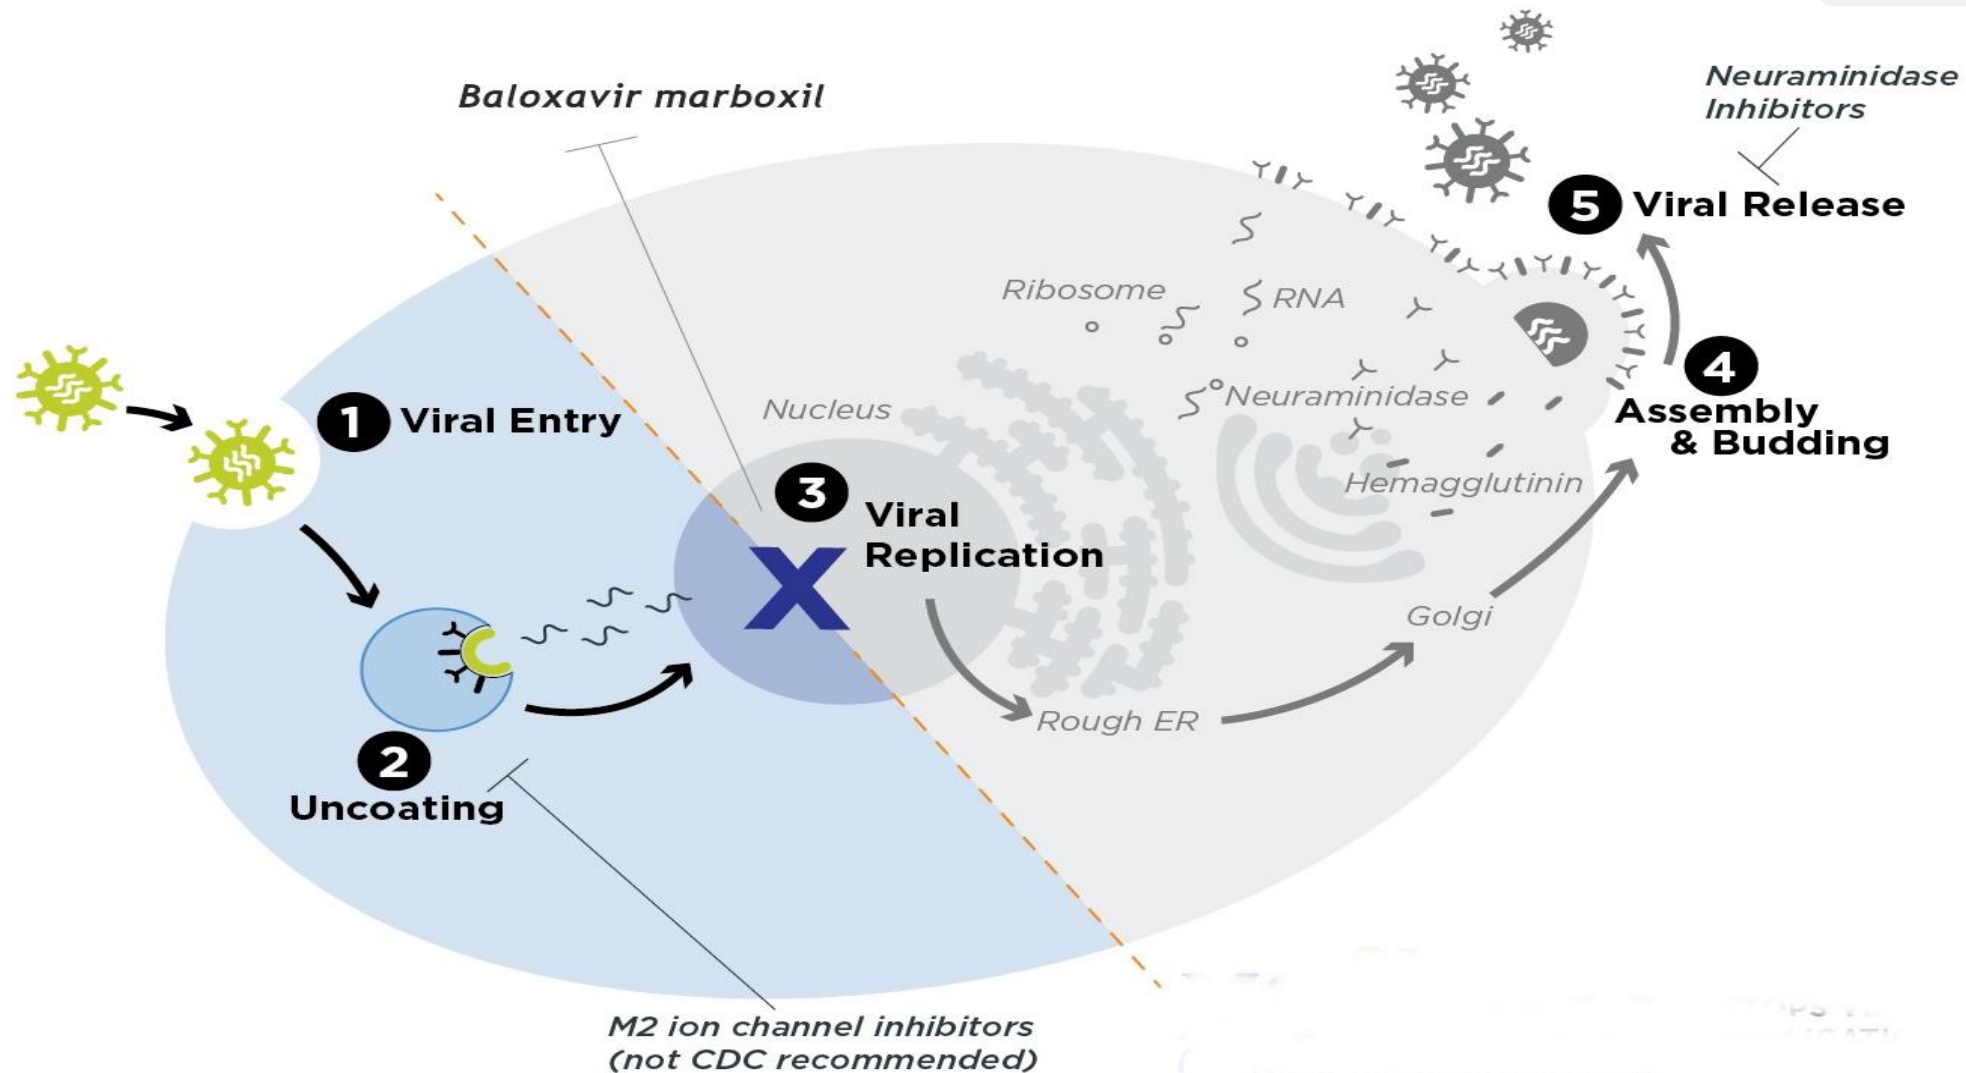 Baloxavir marboxil
Neuraminidase
Inhibitors
5 Viral Release
Ribosome
RNA
4
Assembly
& Budding
1 Viral Entry
Nucleus
Neuraminidase
3
Viral
Replication
X
Hemagglutinin
Golgi
Rough ER
2
Uncoating
M2 ion channel inhibitors
(not CDC recommended)